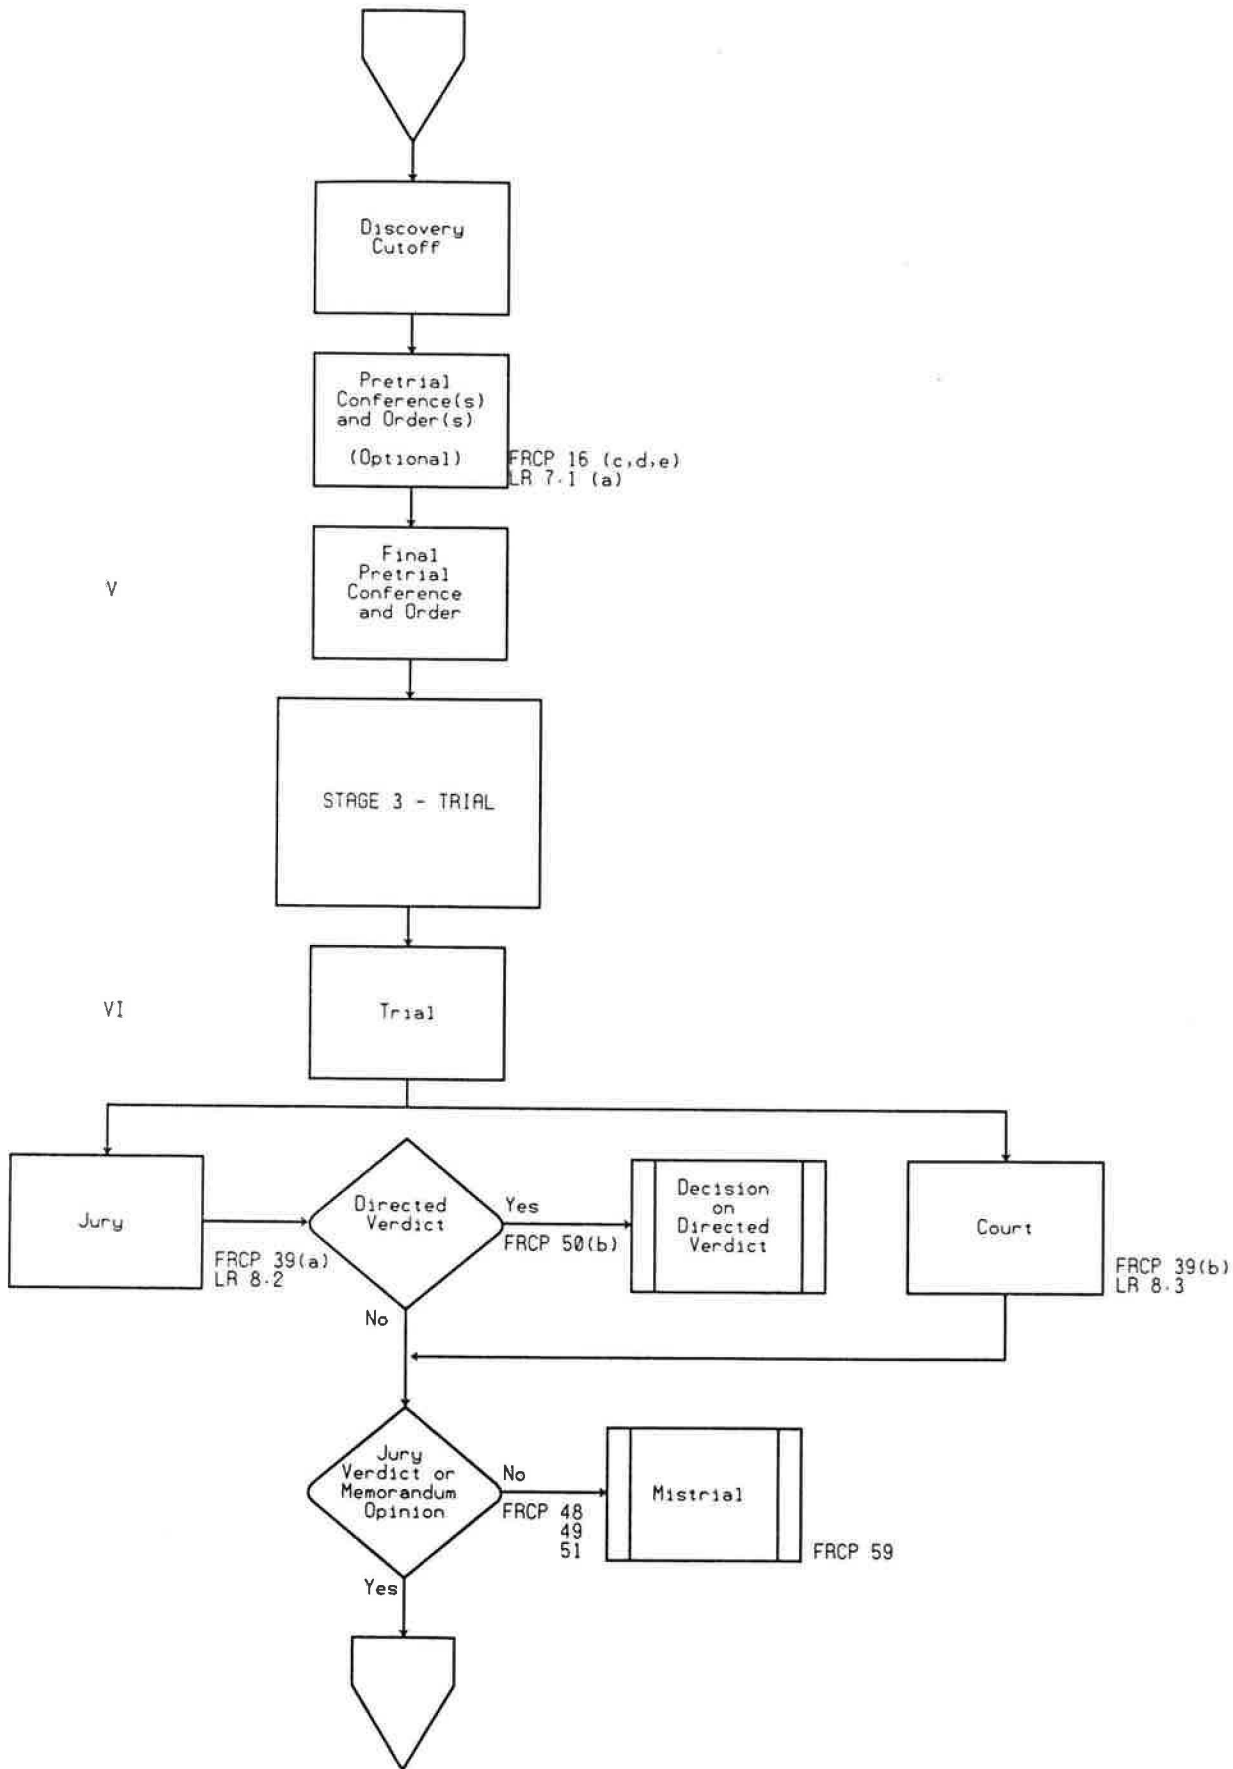 Discovery
Cutoff
Pretrial
Conference(s)
and Order(s)
(Optional)
FRCP 16 (c,d,e)
LR 7.1 (a)
V
Final
Pretrial
Conference
and Order
STAGE 3 - TRIAL
VI
Trial
Jury
FRCP 39(a)
LR 8.2
Directed
Verdict
Yes
FRCP 50(b)
Decision
on
Directed
Verdict
Court
FRCP 39(b)
LR 8.3
No
Jury
Verdict or
Memorandum
Opinion
No
FRCP 48
49
51
Mistrial
FRCP 59
Yes